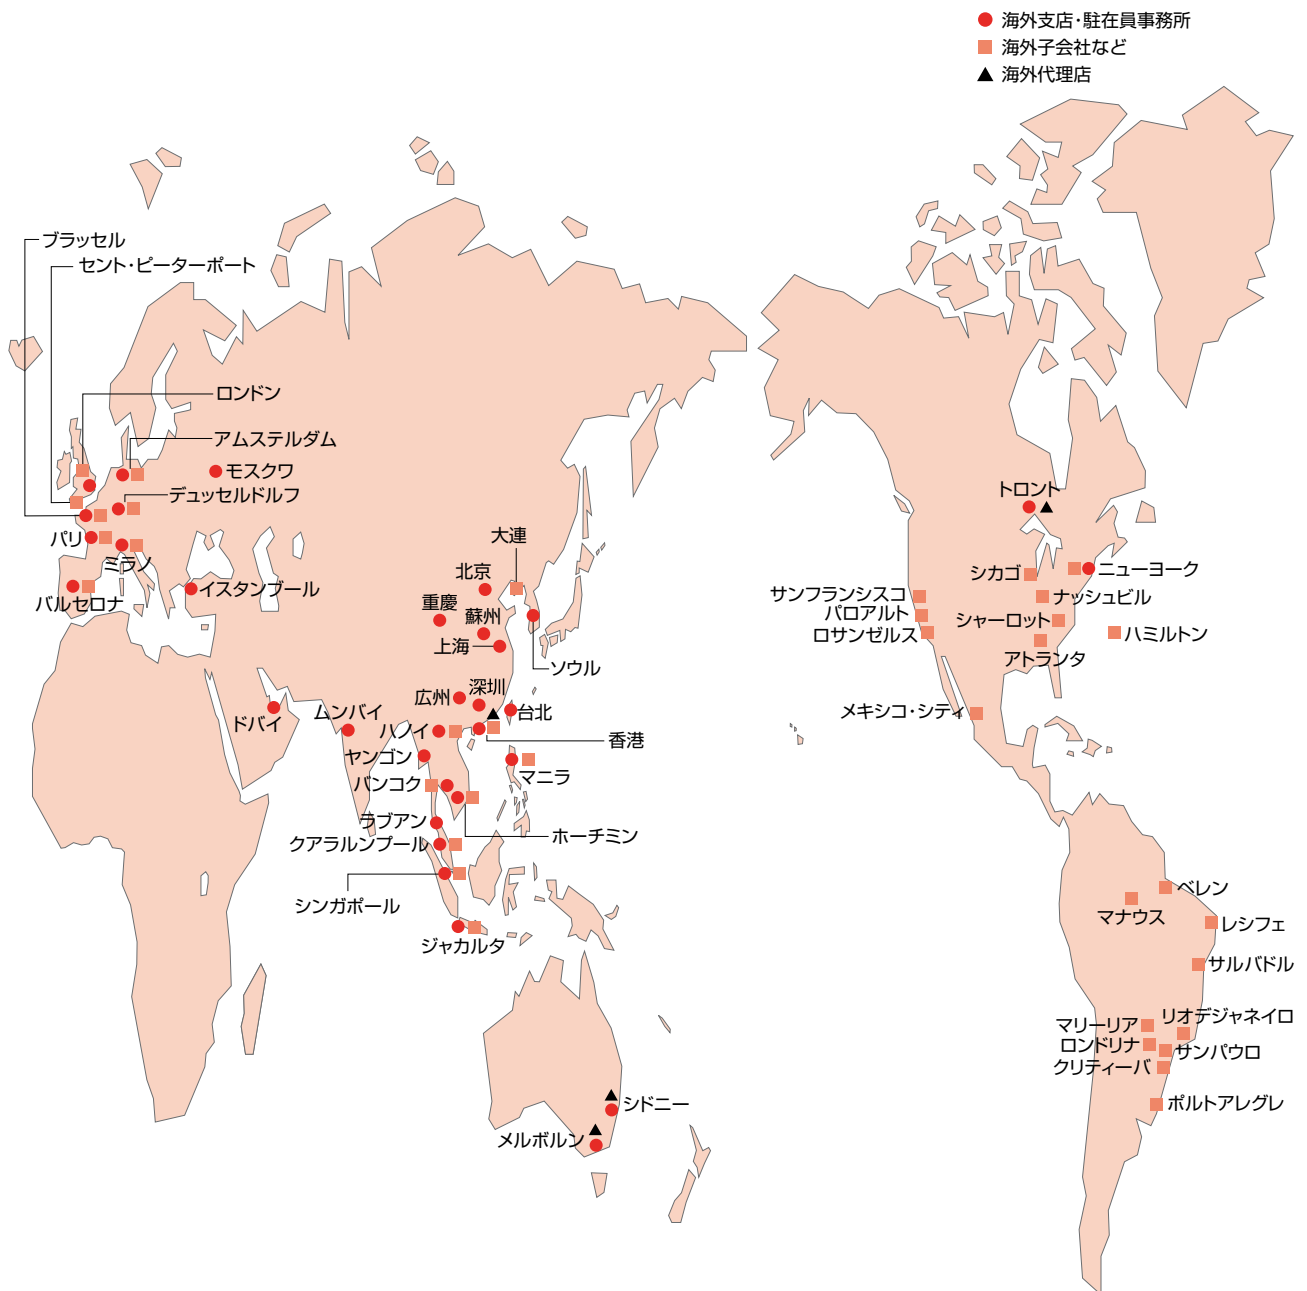 海外支店・駐在員事務所
海外子会社など
海外代理店
ブラッセル
セント・ピーターポート
ロンドン
アムステルダム
モスクワ
デュッセルドルフ
パリ
ミラノ
バルセロナ
イスタンブール
大連
北京
重慶
蘇州
上海
ソウル
広州
深圳
台北
ドバイ
ムンバイ
ハノイ
香港
ヤンゴン
マニラ
バンコク
ラブアン
ホーチミン
クアラルンプール
シンガポール
ジャカルタ
シドニー
メルボルン
トロント
シカゴ
ニューヨーク
サンフランシスコ
ナッシュビル
パロアルト
シャーロット
ロサンゼルス
ハミルトン
アトランタ
メキシコ・シティ
ベレン
マナウス
レシフェ
サルバドル
リオデジャネイロ
マリーリア
ロンドリナ
サンパウロ
クリティーバ
ポルトアレグレ